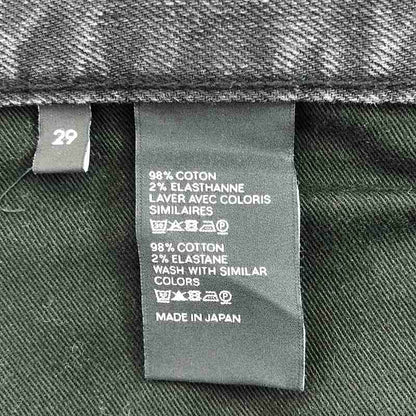 29
98% COTON
2% ELASTHANNE
LAVER AVEC COLORIS
SIMILAIRES
98% COTTON
2% ELASTANE
WASH WITH SIMILAR
COLORS
MADE IN JAPAN